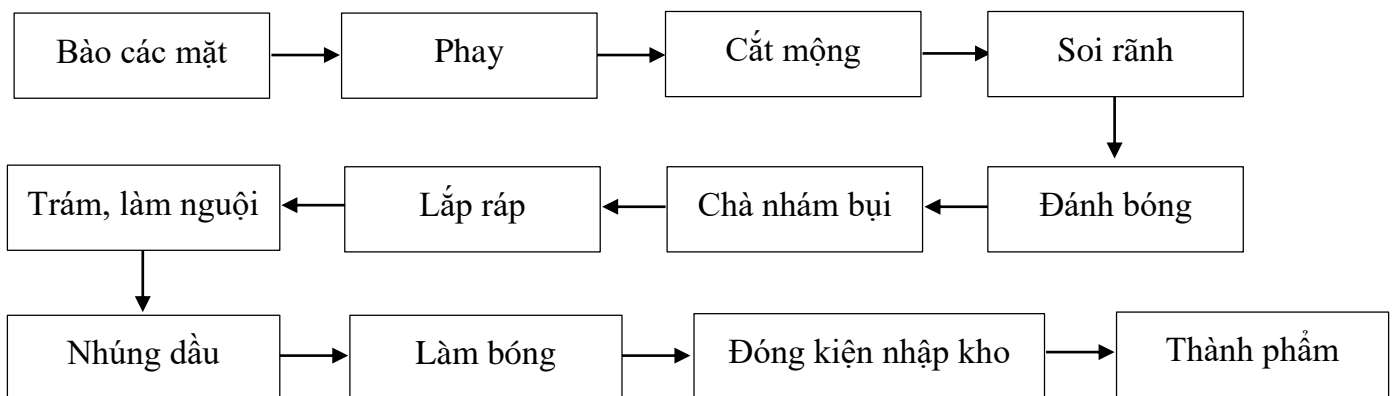 Bào các mặt
Phay
Cắt mộng
Soi rãnh
Trám, làm nguội
Lắp ráp
Chà nhám bụi
Đánh bóng
Nhúng dầu
Làm bóng
Đóng kiện nhập kho
Thành phẩm